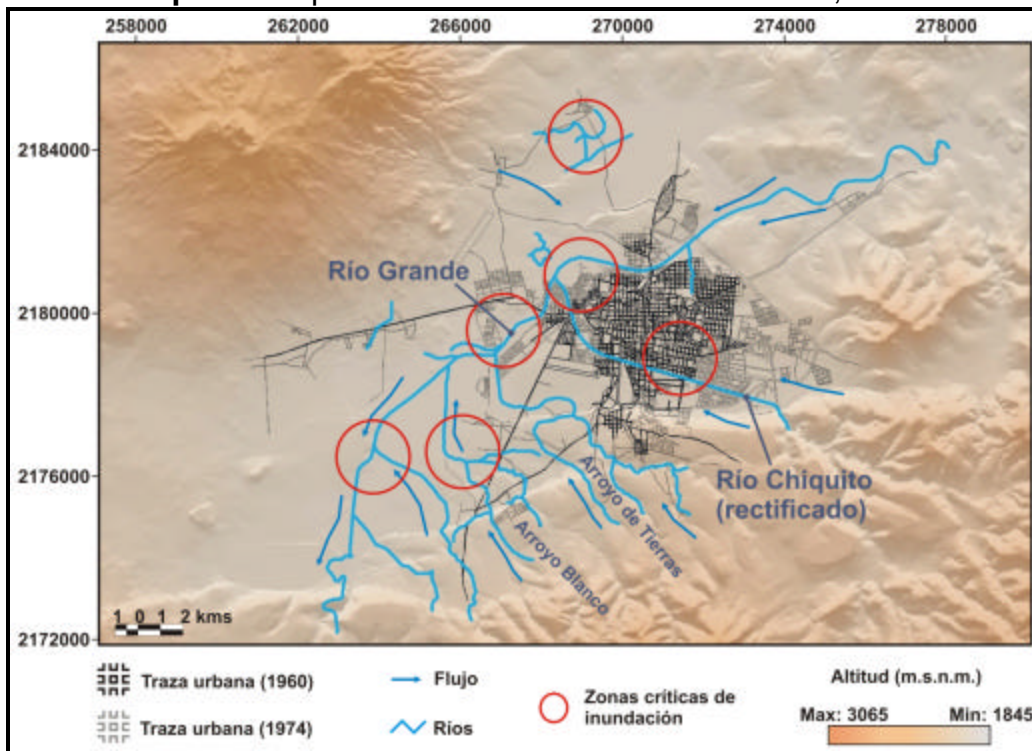 258000 262000 266000 270000 274000 278000
2184000
2180000
2176000
2172000
Río Grande
Río Chiquito
(rectificado)
Arroyo de Tierras
Arroyo Blanco
1 0 1 2 kms
Traza urbana (1960)
Traza urbana (1974)
Flujo
Ríos
Zonas críticas de
inundación
Altitud (m.s.n.m.)
Max: 3065 Min: 1845